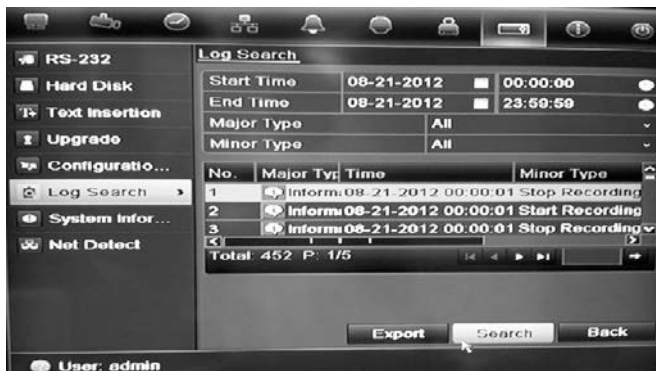 RS-232
Hard Disk
Text Insertion
Upgrade
Configuratio...
Log Search
System Infor...
Net Detect
Log Search
Start Time 08-21-2012 00:00:00
End Time 08-21-2012 23:59:59
Major Type All
Minor Type All
No. Major Typ Time Minor Type
1 Inform 08-21-2012 00:00:01 Stop Recording
2 Inform 08-21-2012 00:00:01 Start Recording
3 Inform 08-21-2012 00:00:01 Stop Recording
Total: 452 P: 1/5
Export Search Back
User: admin